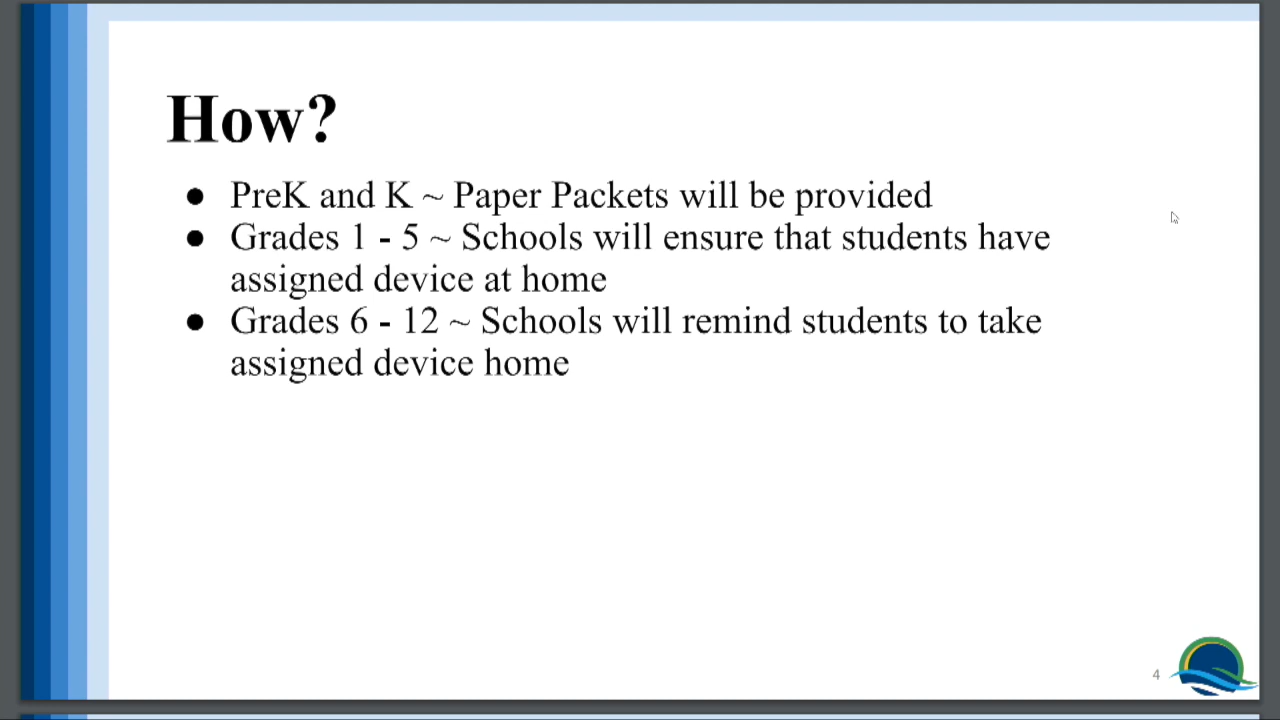 How?
● PreK and K ~ Paper Packets will be provided
● Grades 1 - 5 ~ Schools will ensure that students have
assigned device at home
● Grades 6 - 12 ~ Schools will remind students to take
assigned device home
4